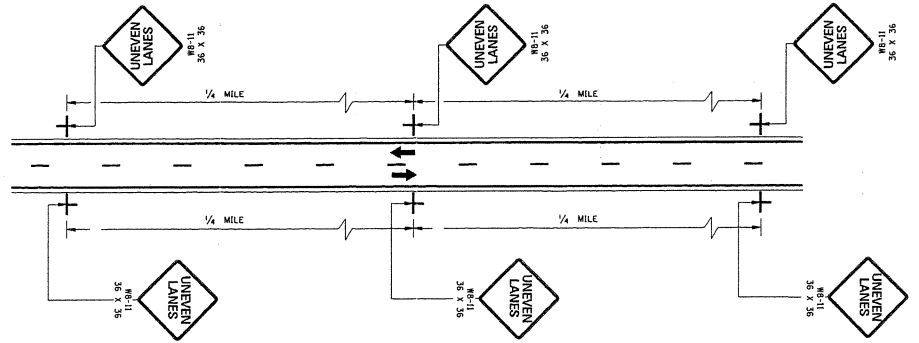 UNEVEN
LANES
W8-11
36 X 36
UNEVEN
LANES
W8-11
36 X 36
UNEVEN
LANES
W8-11
36 X 36
1/4 MILE
1/4 MILE
1/4 MILE
1/4 MILE
W8-11
36 X 36
UNEVEN
LANES
W8-11
36 X 36
UNEVEN
LANES
W8-11
36 X 36
UNEVEN
LANES